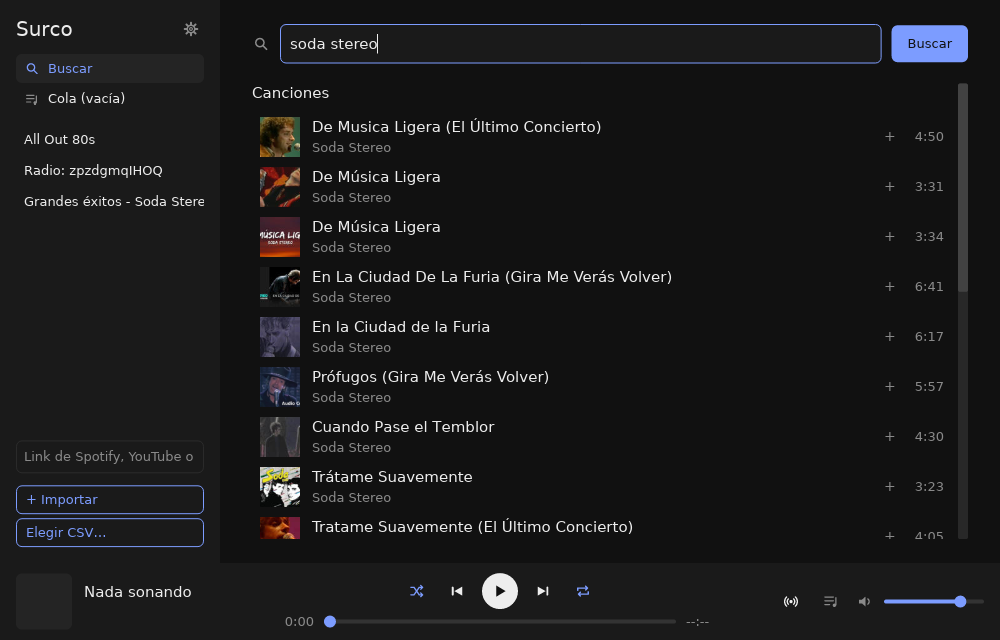 Surco
soda stereo
Buscar
Buscar
Cola (vacía)
All Out 80s
Radio: zpzdgmqIHOQ
Grandes éxitos - Soda Stere
Canciones
De Musica Ligera (El Último Concierto)
Soda Stereo
+ 4:50
De Música Ligera
Soda Stereo
+ 3:31
De Música Ligera
Soda Stereo
+ 3:34
En La Ciudad De La Furia (Gira Me Verás Volver)
Soda Stereo
+ 6:41
En la Ciudad de la Furia
Soda Stereo
+ 6:17
Prófugos (Gira Me Verás Volver)
Soda Stereo
+ 5:57
Cuando Pase el Temblor
Soda Stereo
+ 4:30
Trátame Suavemente
Soda Stereo
+ 3:23
Tratame Suavemente (El Último Concierto)
+ 4:05
Link de Spotify, YouTube o
+ Importar
Elegir CSV...
Nada sonando
0:00
--:--